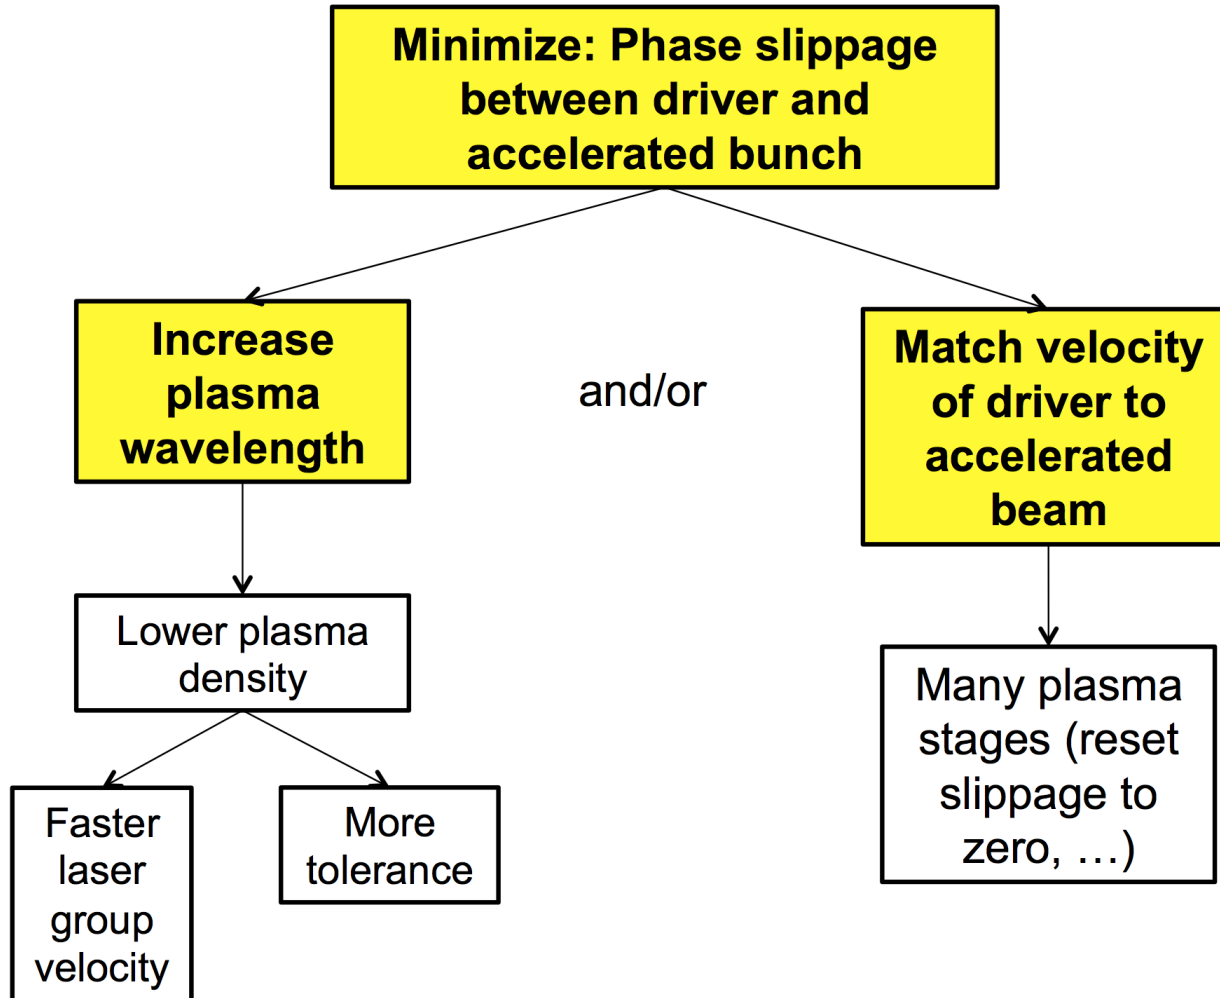 Minimize: Phase slippage
between driver and
accelerated bunch
Increase
plasma
wavelength
and/or
Match velocity
of driver to
accelerated
beam
Lower plasma
density
Many plasma
stages (reset
slippage to
zero, …)
Faster
laser
group
velocity
More
tolerance